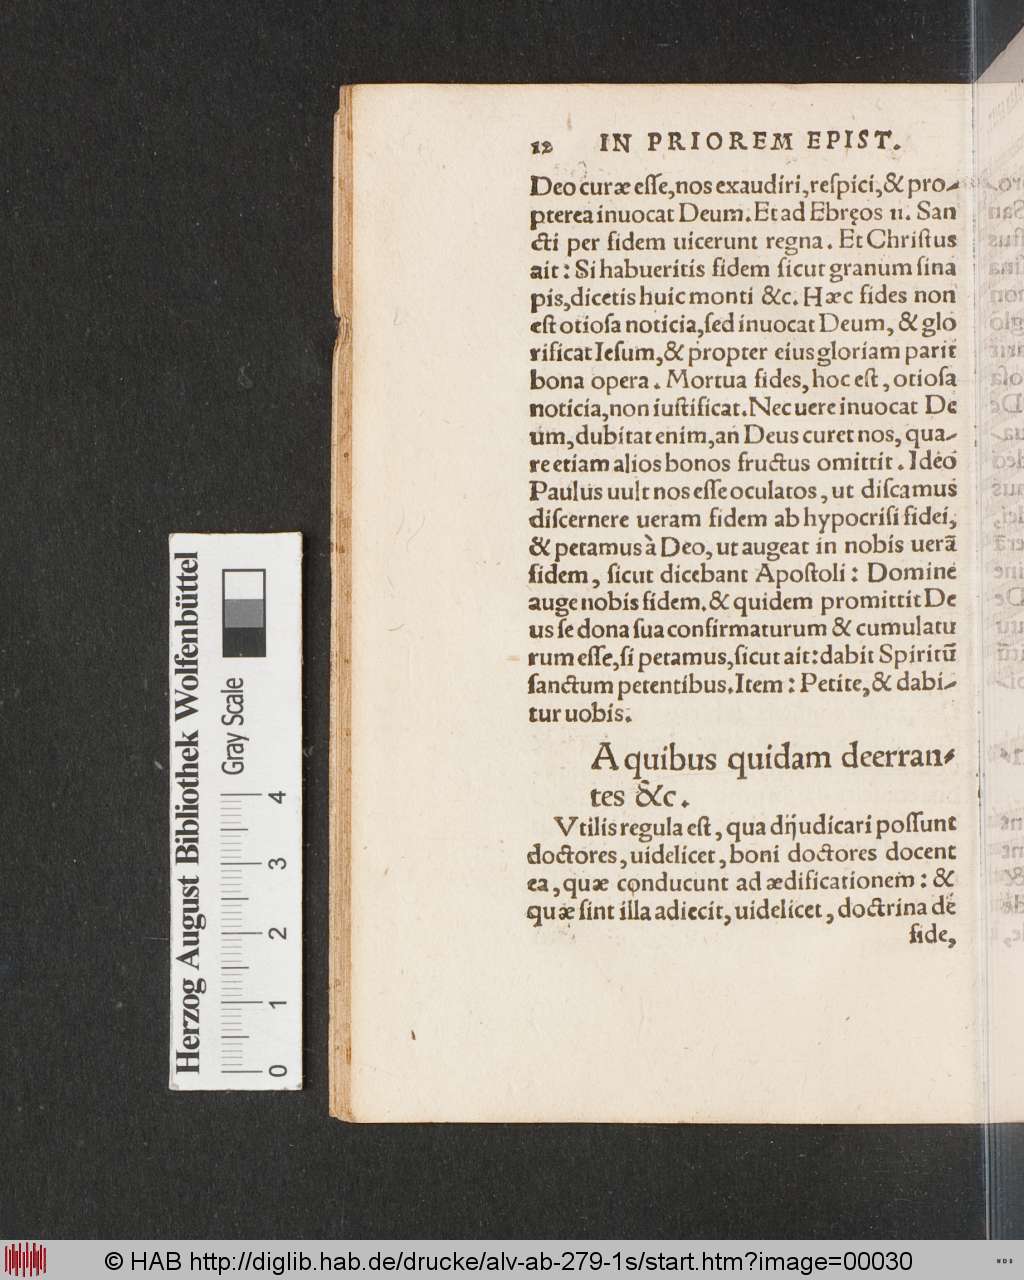 12 IN PRIOREM EPIST.
Deo curæ eſſe, nos exaudiri, reſpici, & pro-
pterea inuocat Deum. Et ad Ebręos 11. San
cti per fidem uicerunt regna. Et Chriſtus
ait: Si habueritis fidem ſicut granum ſina
pis, dicetis huic monti &c. Hæc fides non
eſt otioſa noticia, ſed inuocat Deum, & glo
rificat Ieſum, & propter eius gloriam parit
bona opera. Mortua fides, hoc eſt, otioſa
noticia, non iuſtificat. Nec uere inuocat De
um, dubitat enim, an Deus curet nos, qua-
re etiam alios bonos fructus omittit. Ideo
Paulus uult nos eſſe oculatos, ut diſcamus
diſcernere ueram fidem ab hypocriſi fidei,
& petamus à Deo, ut augeat in nobis uerā
fidem, ſicut dicebant Apoſtoli: Domine
auge nobis fidem. & quidem promittit De
us ſe dona ſua confirmaturum & cumulatu
rum eſſe, ſi petamus, ſicut ait: dabit Spiritū
ſanctum petentibus. Item: Petite, & dabi-
tur uobis.
A quibus quidam deerran-
tes &c.
Vtilis regula eſt, qua dijudicari poſſunt
doctores, uidelicet, boni doctores docent
ea, quæ conducunt ad ædificationem: &
quæ ſint illa adiecit, uidelicet, doctrina de
fide,
Herzog August Bibliothek Wolfenbüttel
Gray Scale
0 1 2 3 4
© HAB http://diglib.hab.de/drucke/alv-ab-279-1s/start.htm?image=00030